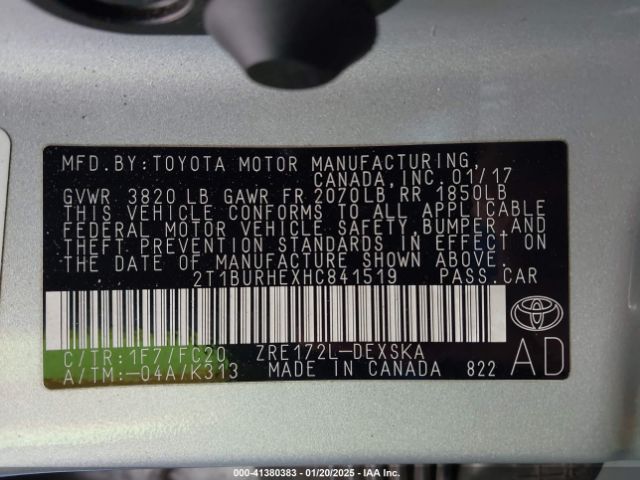 MFD.BY:TOYOTA MOTOR MANUFACTURING
CANADA,INC. 01/17
GVWR 3820 LB GAWR FR 2070LB RR 1850LB
THIS VEHICLE CONFORMS TO ALL APPLICABLE
FEDERAL MOTOR VEHICLE SAFETY,BUMPER,AND
THEFT PREVENTION STANDARDS IN EFFECT ON
THE DATE OF MANUFACTURE SHOWN ABOVE.
2T1BURHEXHC841519 PASS.CAR
C/TR:1F7/FC20 ZRE172L-DEXSKA
A/TM:-04A/K313 MADE IN CANADA 822
AD
000-41380383 - 01/20/2025 - IAA Inc.